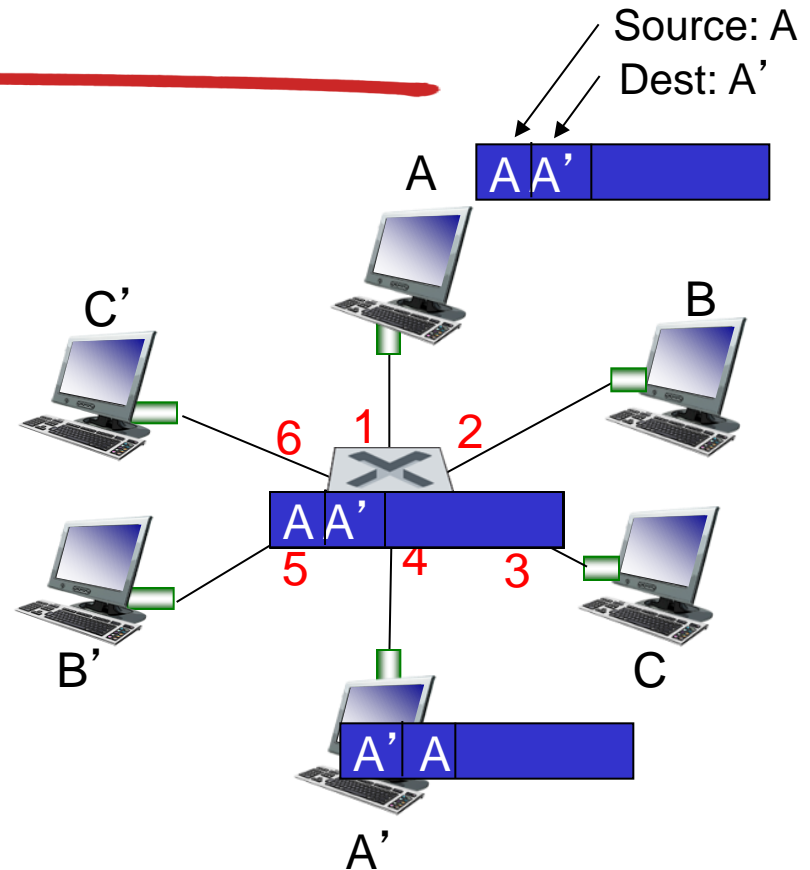 Source: A
Dest: A’
A
A A’
C’
B
6 1 2
A A’
5 4 3
B’
C
A’ A
A’